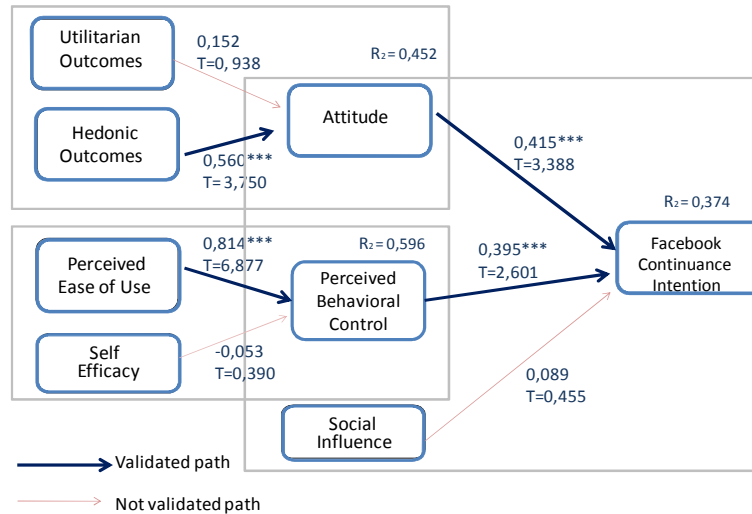 Utilitarian
Outcomes
0,152
T=0, 938
R₂ = 0,452
Hedonic
Outcomes
0,560***
T= 3,750
Attitude
0,415***
T=3,388
R₂ = 0,374
Facebook
Continuance
Intention
Perceived
Ease of Use
0,814***
T=6,877
R₂ = 0,596
Perceived
Behavioral
Control
0,395***
T=2,601
Self
Efficacy
-0,053
T=0,390
Social
Influence
0,089
T=0,455
Validated path
Not validated path